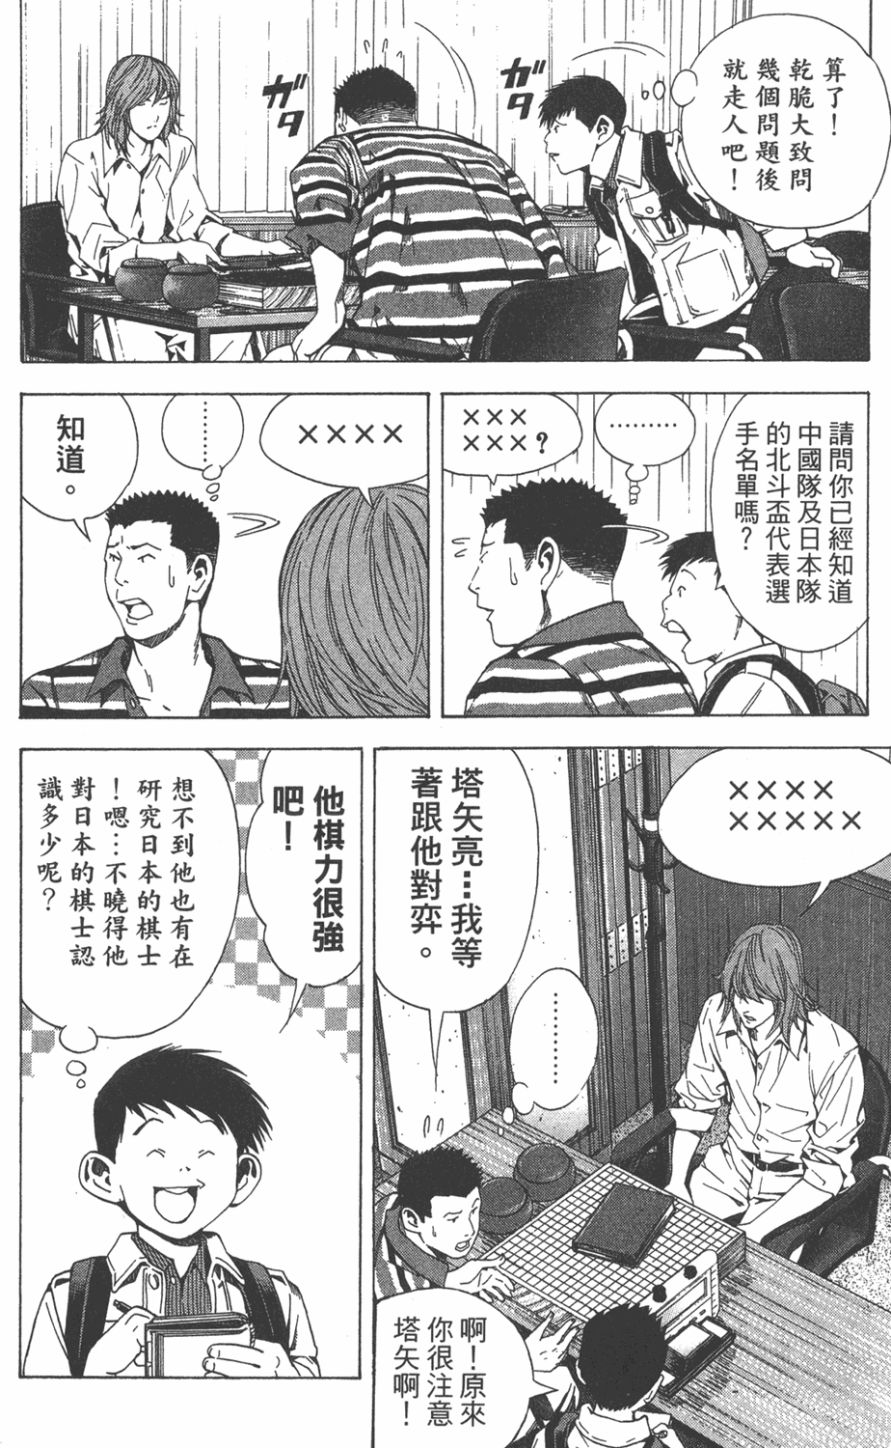 算了！
乾脆大致問
幾個問題後
就走人吧！
ガタ
ガタ
請問你已經知道
中國隊及日本隊
的北斗盃代表選
手名單嗎？
………
×××
×××？
××××
………
知道。
××××
×××××
塔矢亮…我等
著跟他對弈。
………
啊！原來
你很注意
塔矢啊！
他棋力很強
吧！
想不到他也有在
研究日本的棋士
！嗯…不曉得他
對日本的棋士認
識多少呢？